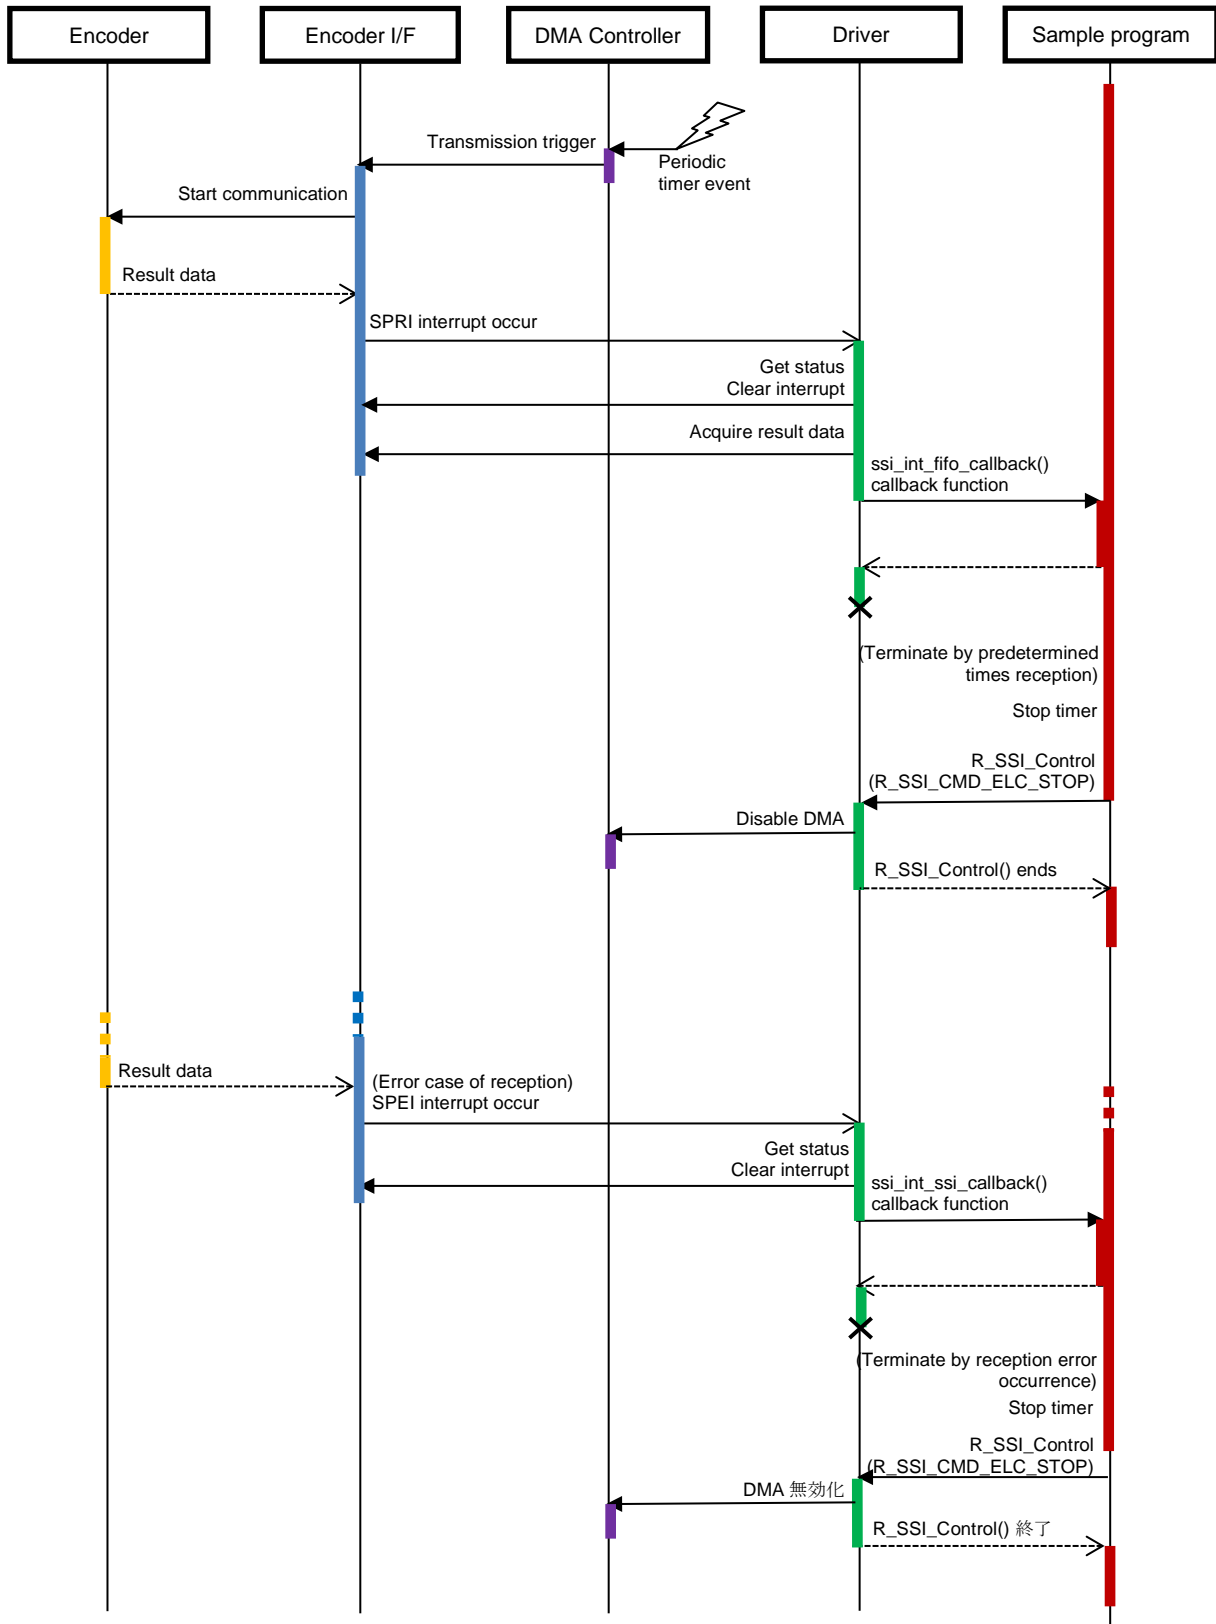 Encoder
Encoder I/F
DMA Controller
Driver
Sample program
Transmission trigger
Periodic
timer event
Start communication
Result data
SPRI interrupt occur
Get status
Clear interrupt
Acquire result data
ssi_int_fifo_callback()
callback function
(Terminate by predetermined
times reception)
Stop timer
R_SSI_Control
(R_SSI_CMD_ELC_STOP)
Disable DMA
R_SSI_Control() ends
Result data
(Error case of reception)
SPEI interrupt occur
Get status
Clear interrupt
ssi_int_ssi_callback()
callback function
(Terminate by reception error
occurrence)
Stop timer
R_SSI_Control
(R_SSI_CMD_ELC_STOP)
DMA 無効化
R_SSI_Control() 終了